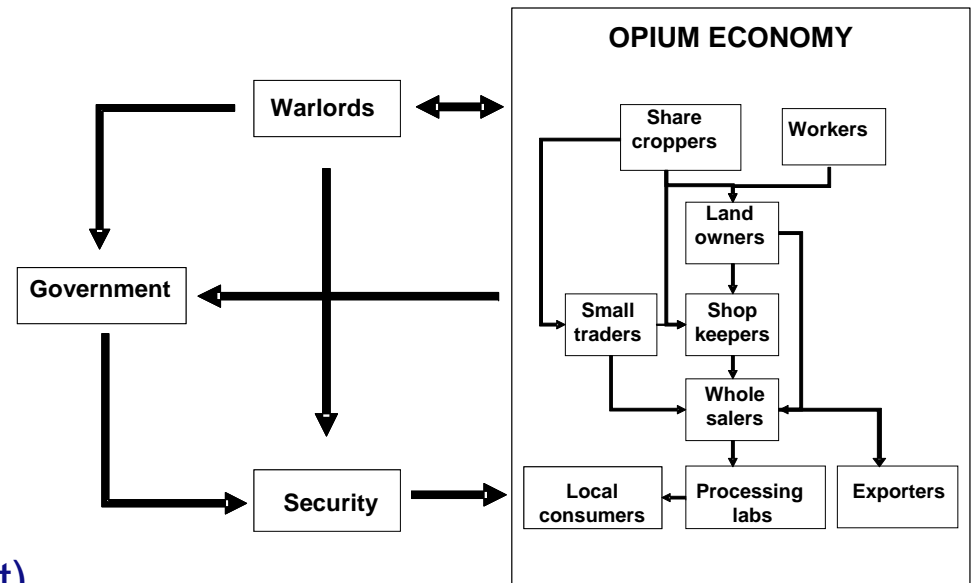 OPIUM ECONOMY
Warlords
Share
croppers
Workers
Land
owners
Government
Small
traders
Shop
keepers
Whole
salers
Security
Local
consumers
Processing
labs
Exporters
t)